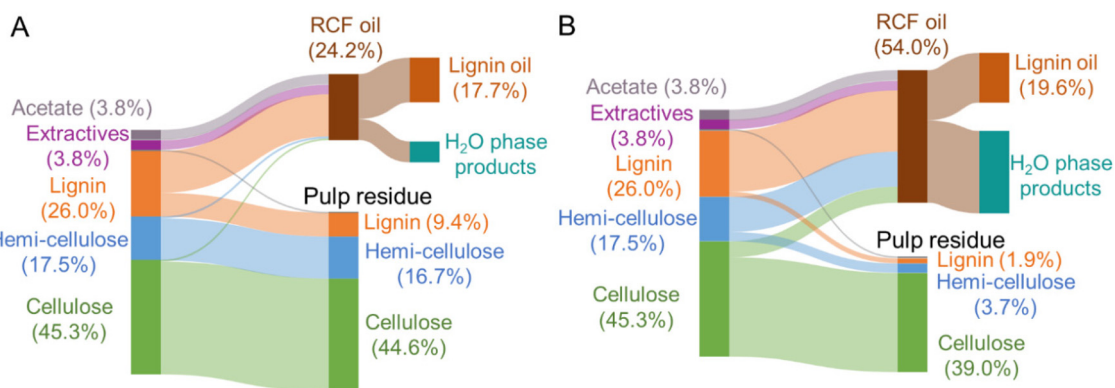 A
RCF oil
(24.2%)
Lignin oil
(17.7%)
H₂O phase
products
Acetate (3.8%)
Extractives
(3.8%)
Lignin
(26.0%)
Hemi-cellulose
(17.5%)
Cellulose
(45.3%)
Pulp residue
Lignin (9.4%)
Hemi-cellulose
(16.7%)
Cellulose
(44.6%)
B
RCF oil
(54.0%)
Lignin oil
(19.6%)
H₂O phase
products
Acetate (3.8%)
Extractives
(3.8%)
Lignin
(26.0%)
Hemi-cellulose
(17.5%)
Cellulose
(45.3%)
Pulp residue
Lignin (1.9%)
Hemi-cellulose
(3.7%)
Cellulose
(39.0%)